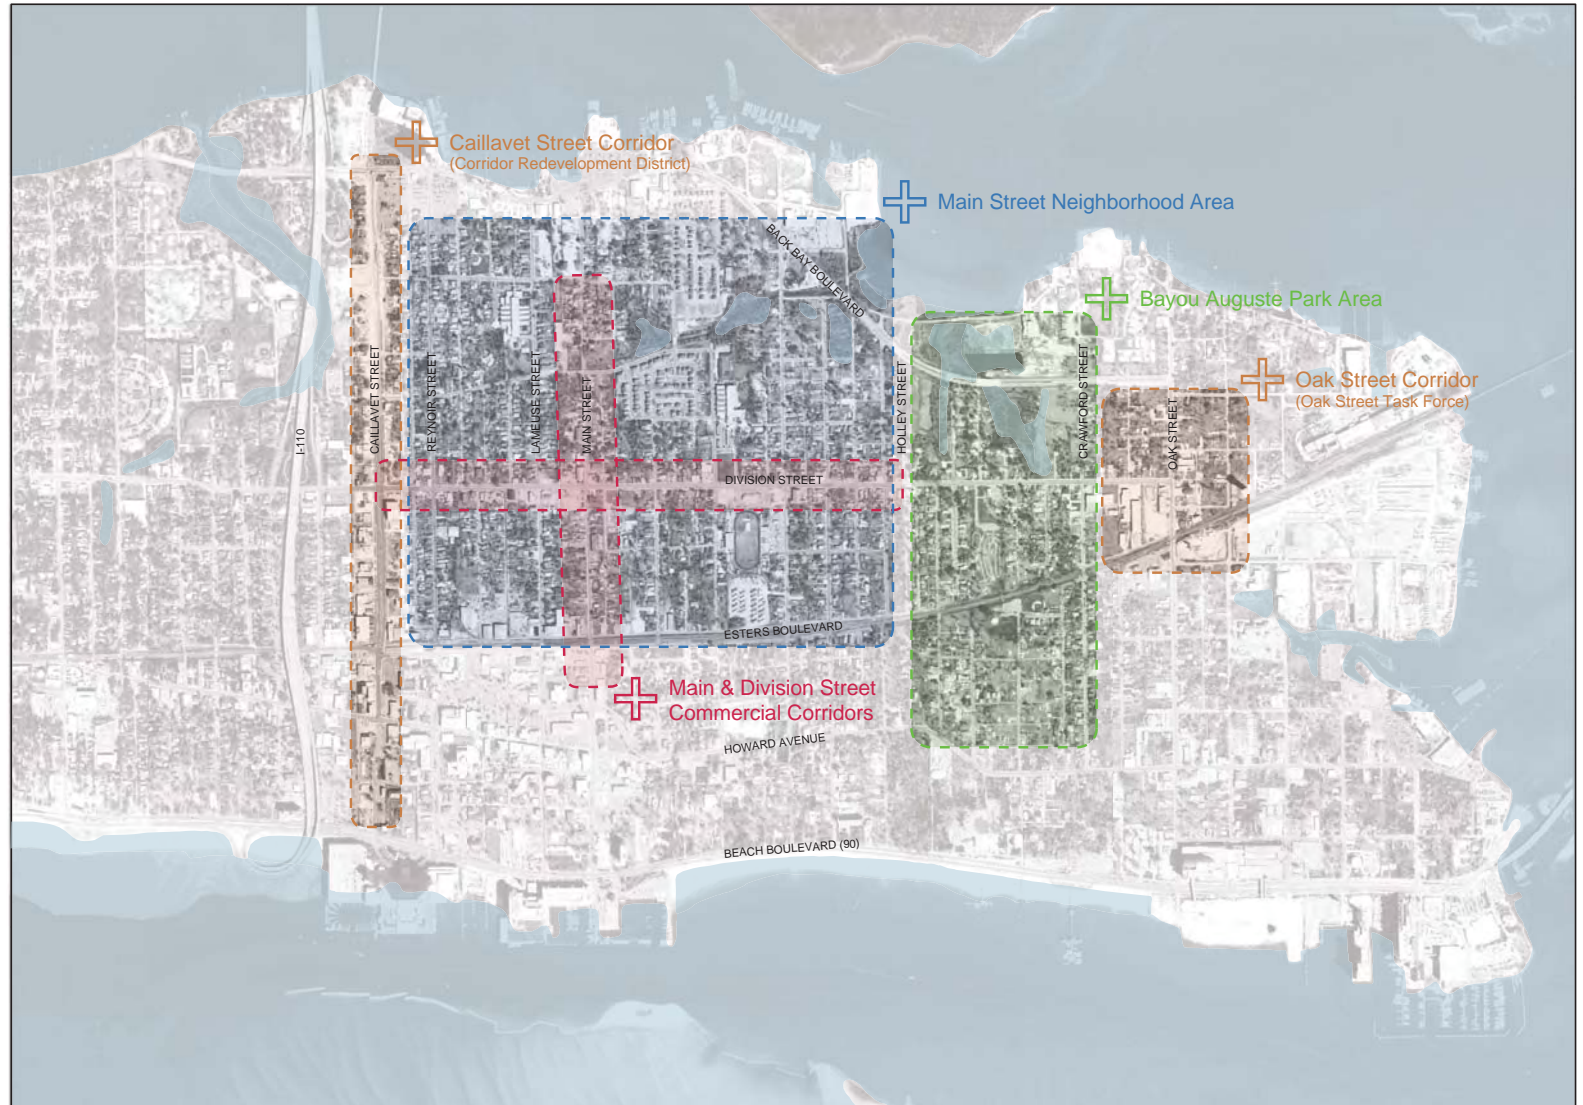 Caillavet Street Corridor
(Corridor Redevelopment District)
Main Street Neighborhood Area
BACK BAY BOULEVARD
Bayou Auguste Park Area
Oak Street Corridor
(Oak Street Task Force)
I-110
CAILLAVET STREET
REYNOIR STREET
LAMEUSE STREET
MAIN STREET
HOLLEY STREET
CRAWFORD STREET
OAK STREET
DIVISION STREET
ESTERS BOULEVARD
Main & Division Street
Commercial Corridors
HOWARD AVENUE
BEACH BOULEVARD (90)